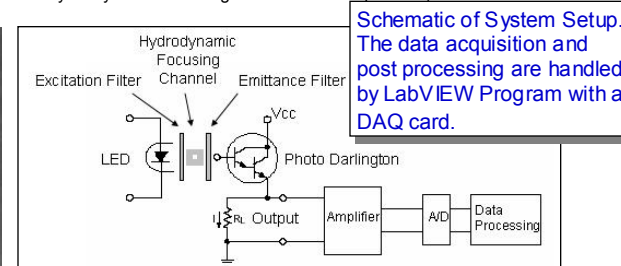 Schematic of System Setup.
The data acquisition and
post processing are handled
by LabVIEW Program with a
DAQ card.
Hydrodynamic
Focusing
Channel
Excitation Filter
Emittance Filter
Vcc
LED
Photo Darlington
I
RL
Output
Amplifier
A/D
Data
Processing